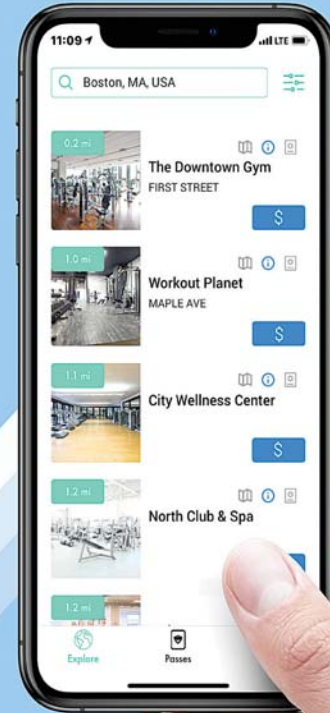 11:09
LTE
Boston, MA, USA
0.2 mi
The Downtown Gym
FIRST STREET
$
1.0 mi
Workout Planet
MAPLE AVE
$
1.1 mi
City Wellness Center
$
1.2 mi
North Club & Spa
1.2 mi
Explore
Passes